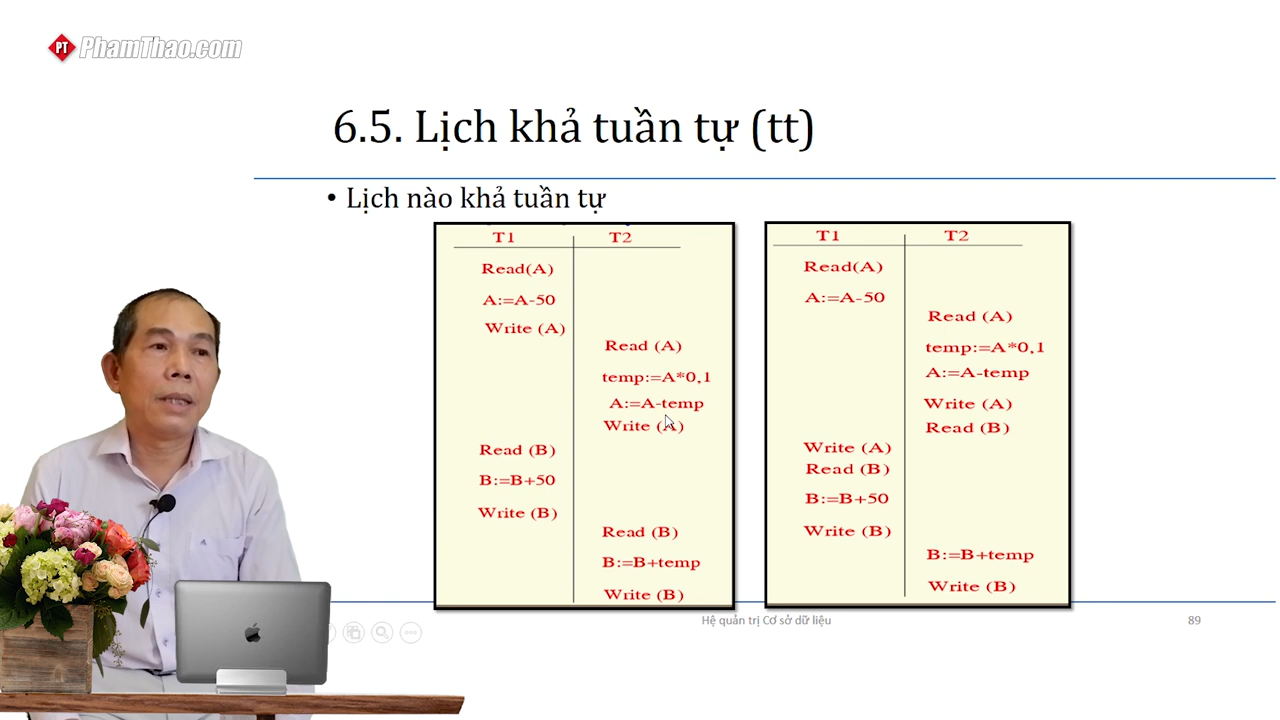 PT PhamThao.com
6.5. Lịch khả tuần tự (tt)
• Lịch nào khả tuần tự
T1 T2
Read(A)
A:=A-50
Write (A)
Read (A)
temp:=A*0,1
A:=A-temp
Write (A)
Read (B)
B:=B+50
Write (B)
Read (B)
B:=B+temp
Write (B)
T1 T2
Read(A)
A:=A-50
Read (A)
temp:=A*0,1
A:=A-temp
Write (A)
Read (B)
Write (A)
Read (B)
B:=B+50
Write (B)
B:=B+temp
Write (B)
Hệ quản trị Cơ sở dữ liệu
89